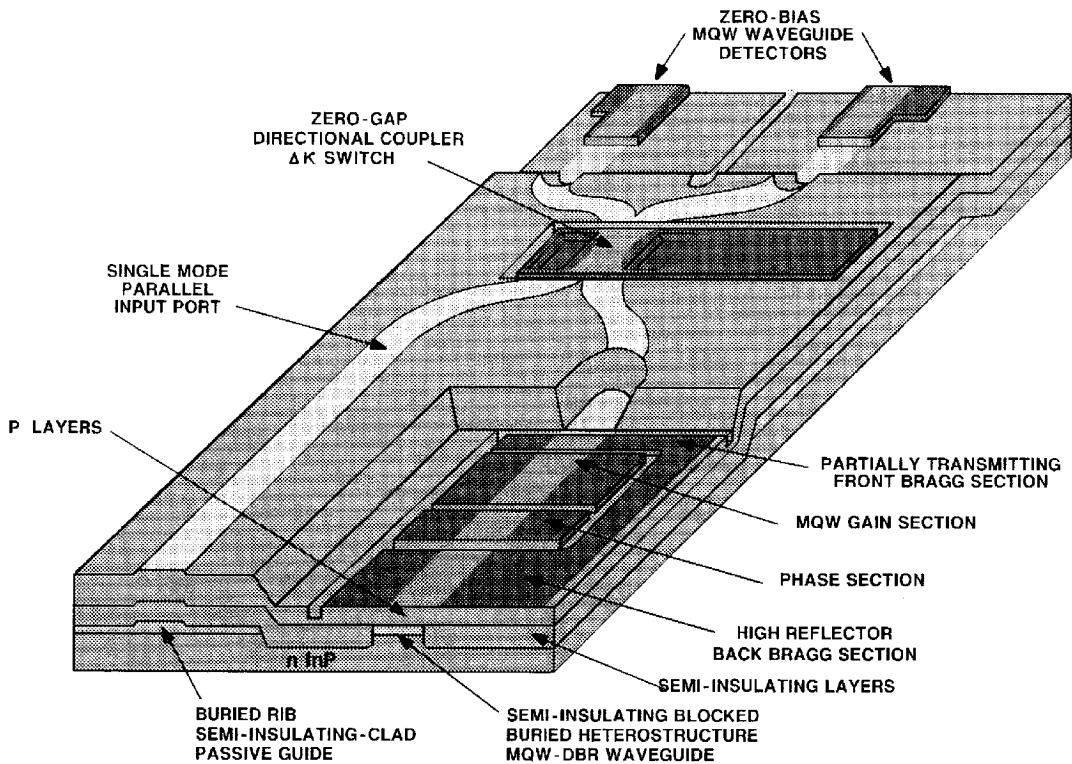 ZERO-BIAS
MQW WAVEGUIDE
DETECTORS
ZERO-GAP
DIRECTIONAL COUPLER
ΔK SWITCH
SINGLE MODE
PARALLEL
INPUT PORT
P LAYERS
PARTIALLY TRANSMITTING
FRONT BRAGG SECTION
MQW GAIN SECTION
PHASE SECTION
HIGH REFLECTOR
BACK BRAGG SECTION
n InP
SEMI-INSULATING LAYERS
BURIED RIB
SEMI-INSULATING-CLAD
PASSIVE GUIDE
SEMI-INSULATING BLOCKED
BURIED HETEROSTRUCTURE
MQW-DBR WAVEGUIDE